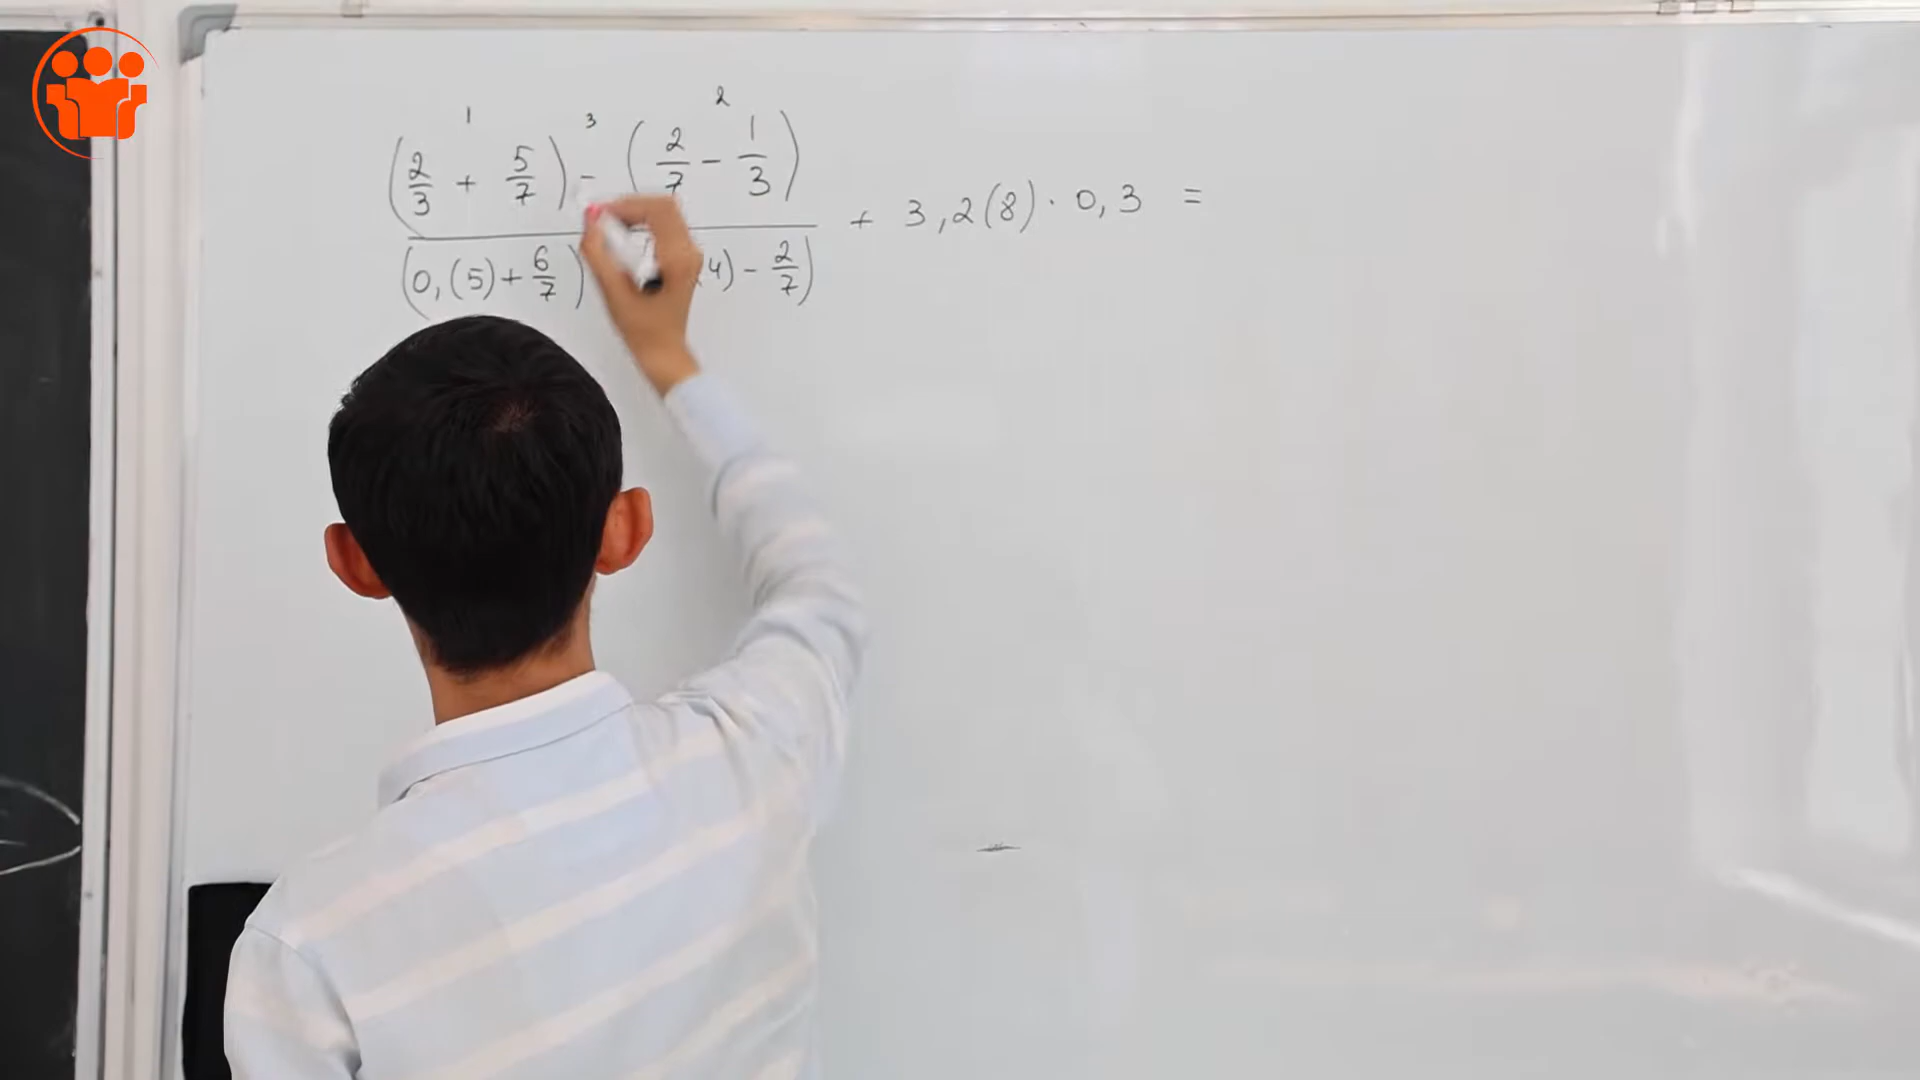 1 3 2
(2/3 + 5/7) - (2/7 - 1/3) + 3,2(8) · 0,3 =
(0,(5) + 6/7) 4) - 2/7)